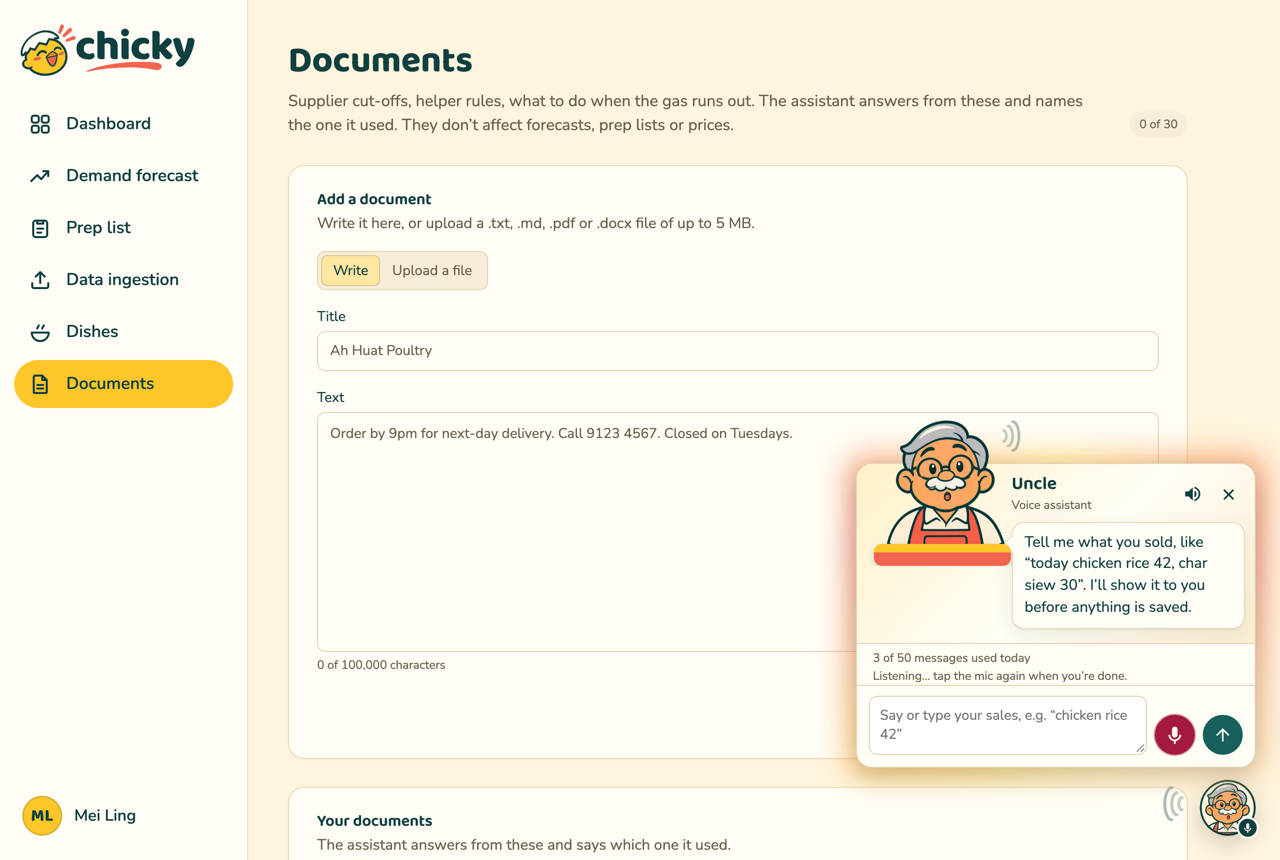 chicky
Dashboard
Demand forecast
Prep list
Data ingestion
Dishes
Documents
ML
Mei Ling
Documents
Supplier cut-offs, helper rules, what to do when the gas runs out. The assistant answers from these and names
the one it used. They don’t affect forecasts, prep lists or prices.
0 of 30
Add a document
Write it here, or upload a .txt, .md, .pdf or .docx file of up to 5 MB.
Write
Upload a file
Title
Ah Huat Poultry
Text
Order by 9pm for next-day delivery. Call 9123 4567. Closed on Tuesdays.
0 of 100,000 characters
Your documents
The assistant answers from these and says which one it used.
Uncle
Voice assistant
Tell me what you sold, like
“today chicken rice 42, char
siew 30”. I’ll show it to you
before anything is saved.
3 of 50 messages used today
Listening… tap the mic again when you’re done.
Say or type your sales, e.g. “chicken rice
42”